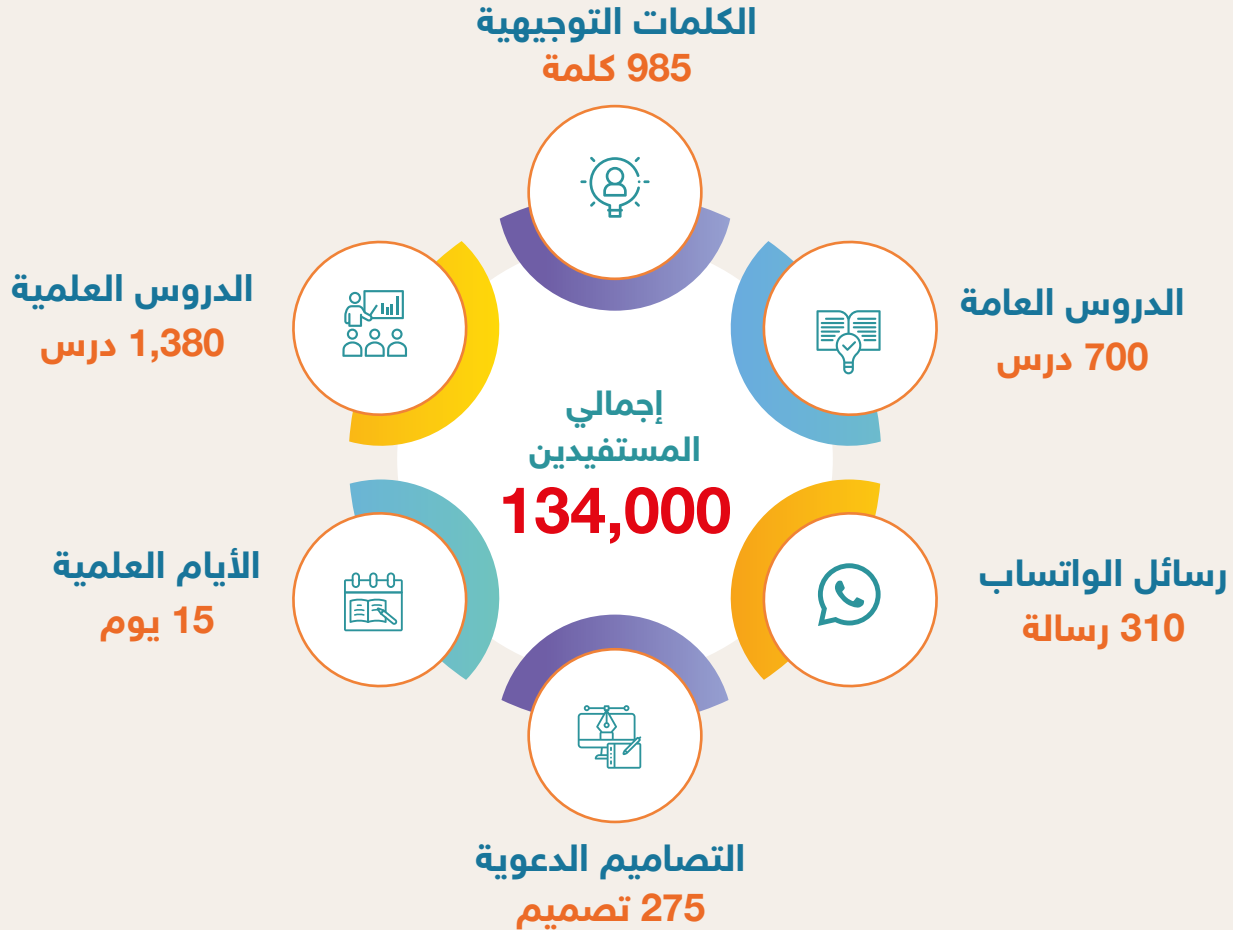 الكلمات التوجيهية
985 كلمة
الدروس العامة
700 درس
الدروس العلمية
1,380 درس
إجمالي
المستفيدين
134,000
رسائل الواتساب
310 رسالة
الأيام العلمية
15 يوم
التصاميم الدعوية
275 تصميم